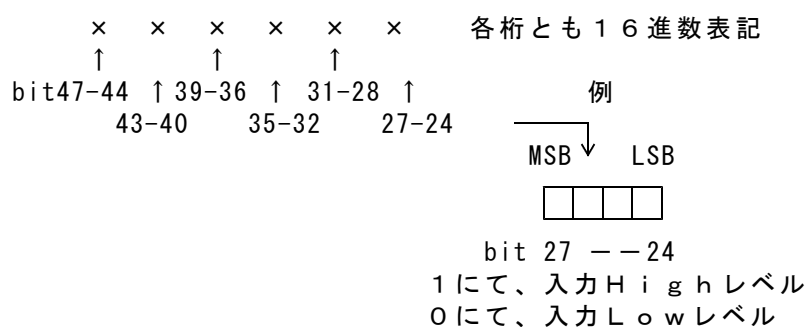 × × × × × × 各桁とも16進数表記
↑ ↑ ↑
bit47-44 ↑ 39-36 ↑ 31-28 ↑ 例
43-40 35-32 27-24
MSB LSB
bit 27 ーー24
1にて、入力Highレベル
0にて、入力Lowレベル